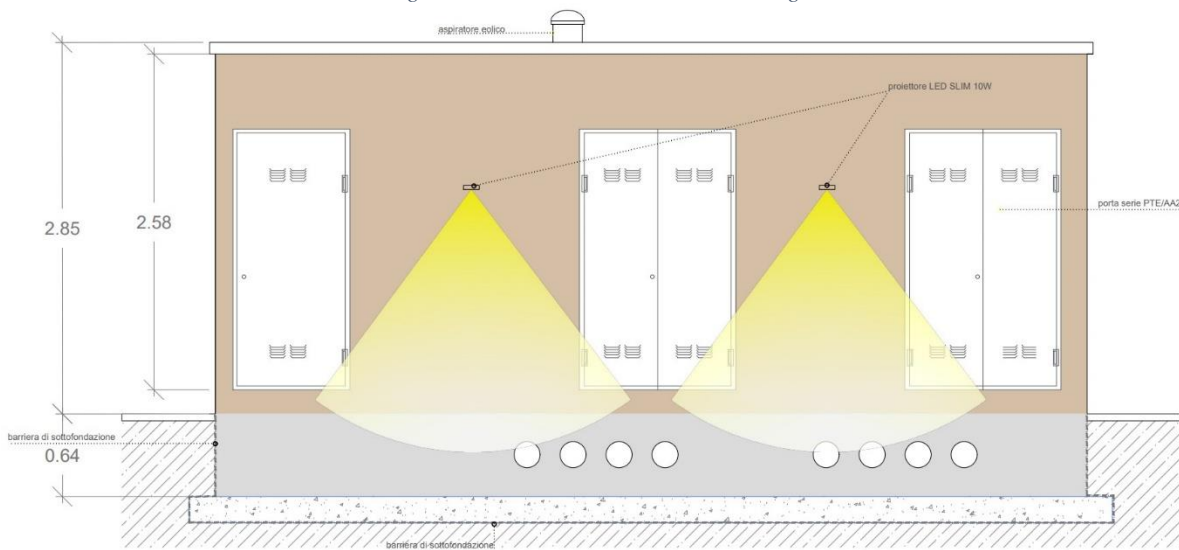 aspiratore eolico
proiettore LED SLIM 10W
2.85
2.58
porta serie PTE/AA2
barriera di sottofondazione
0.64
barriera di sottofondazione